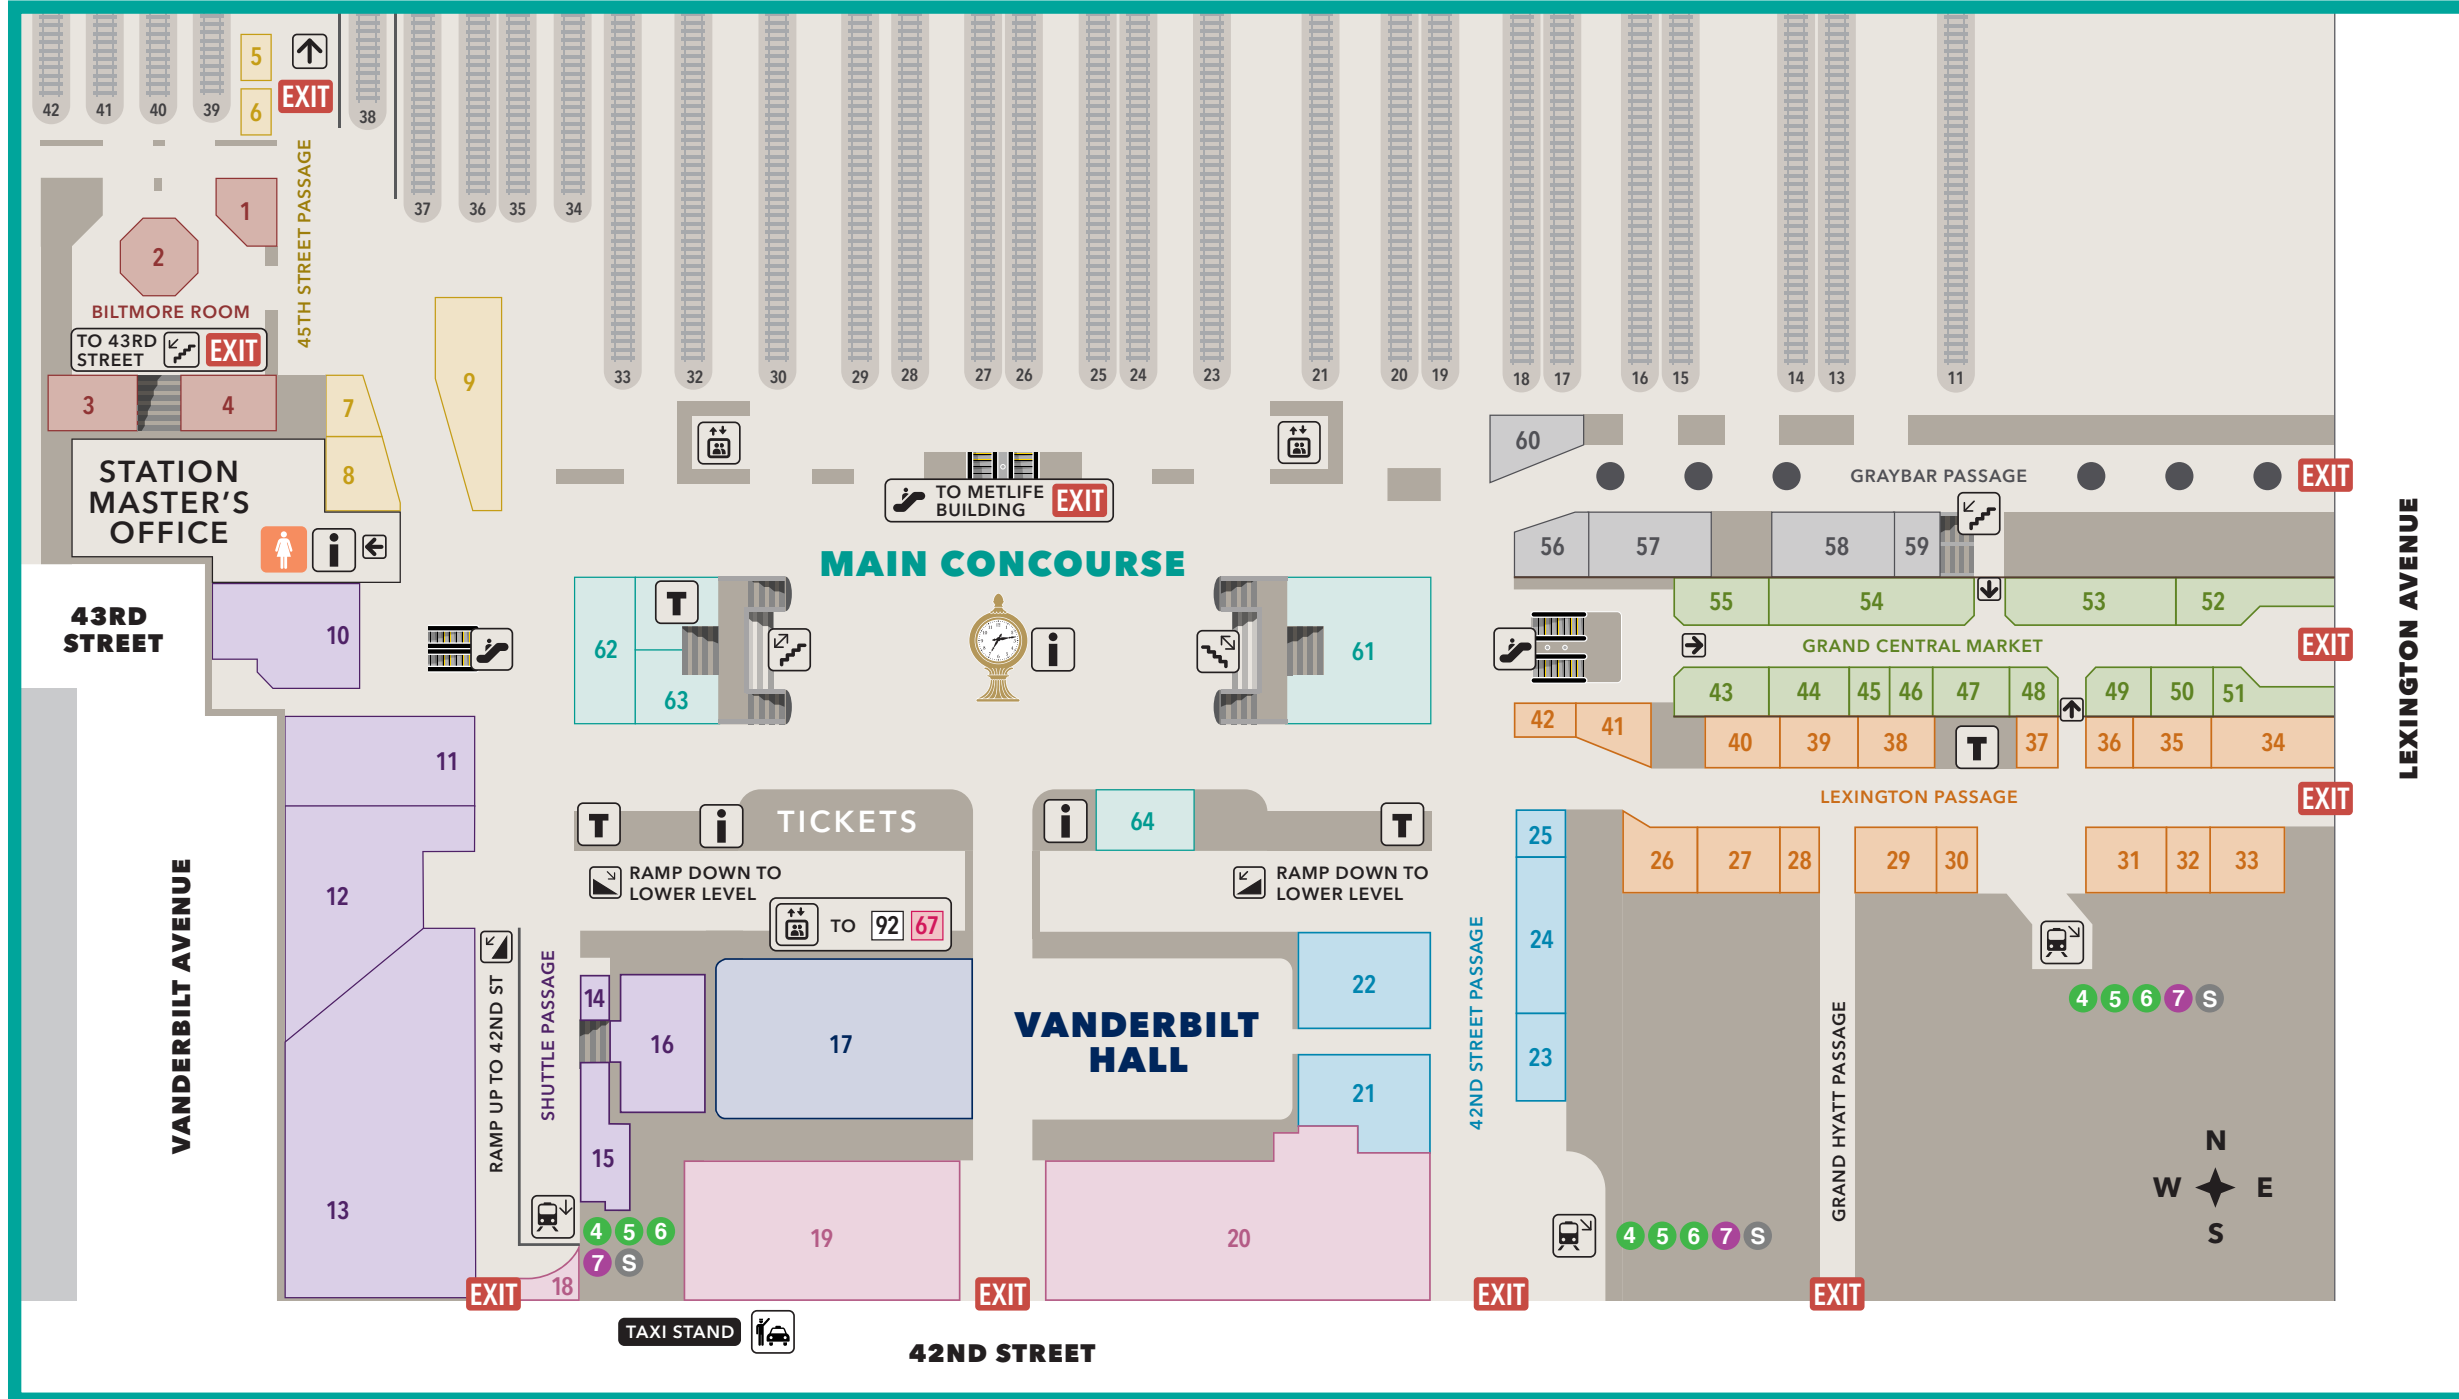 5
EXIT
6
42
41
40
39
38
45TH STREET PASSAGE
37
36
35
34
1
2
BILTMORE ROOM
TO 43RD
STREET
EXIT
3
4
7
8
9
33
32
30
29
28
27
26
25
24
23
21
20
19
18
17
16
15
14
13
11
STATION
MASTER'S
OFFICE
i
TO METLIFE
BUILDING
EXIT
60
GRAYBAR PASSAGE
EXIT
MAIN CONCOURSE
56
57
58
59
43RD
STREET
10
T
62
63
i
61
55
54
53
52
GRAND CENTRAL MARKET
EXIT
43
44
45
46
47
48
49
50
51
42
41
40
39
38
T
37
36
35
34
LEXINGTON AVENUE
11
12
13
T
i
TICKETS
i
64
T
LEXINGTON PASSAGE
EXIT
25
24
23
26
27
28
29
30
31
32
33
RAMP DOWN TO
LOWER LEVEL
RAMP DOWN TO
LOWER LEVEL
TO 92 67
VANDERBILT AVENUE
RAMP UP TO 42ND ST
SHUTTLE PASSAGE
14
16
15
17
VANDERBILT
HALL
22
21
42ND STREET PASSAGE
4 5 6 7 S
GRAND HYATT PASSAGE
N
W E
S
4 5 6
7 S
18
19
20
4 5 6 7 S
EXIT
EXIT
EXIT
EXIT
TAXI STAND
42ND STREET